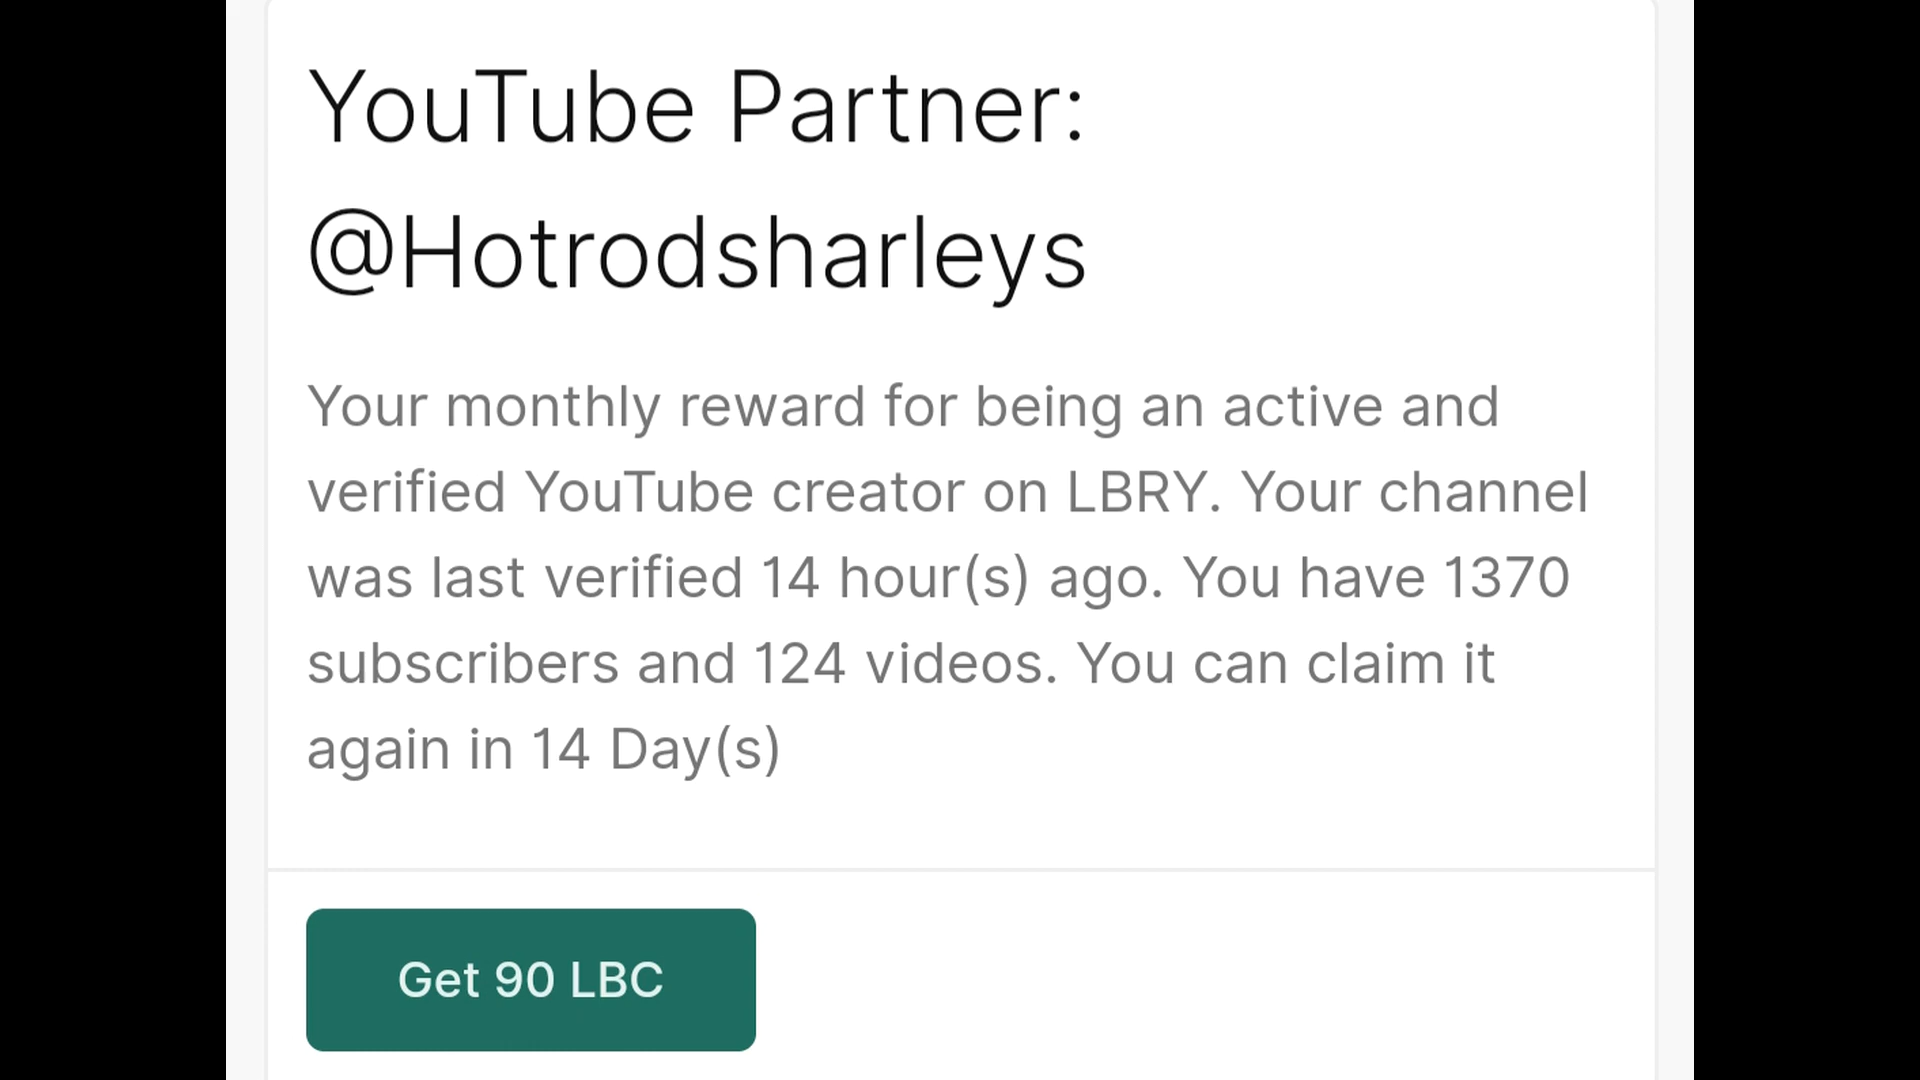 YouTube Partner:
@Hotrodsharleys
Your monthly reward for being an active and
verified YouTube creator on LBRY. Your channel
was last verified 14 hour(s) ago. You have 1370
subscribers and 124 videos. You can claim it
again in 14 Day(s)
Get 90 LBC